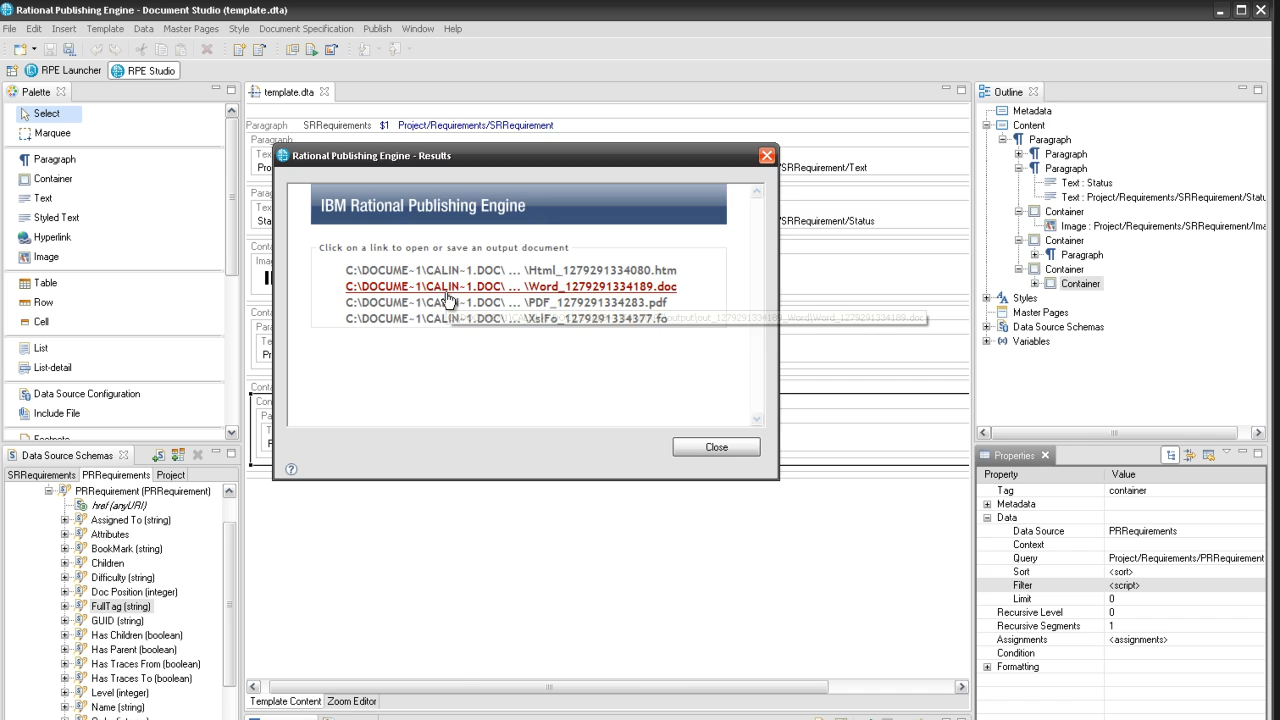 Rational Publishing Engine - Document Studio (template.dta)
File Edit Insert Template Data Master Pages Style Document Specification Publish Window Help
RPE Launcher RPE Studio
Palette
Select
Marquee
Paragraph
Container
Text
Styled Text
Hyperlink
Image
Table
Row
Cell
List
List-detail
Data Source Configuration
Include File
Footnote
Data Source Schemas
SRRequirements PRRequirements Project
PRRequirement (PRRequirement)
href (anyURI)
Assigned To (string)
Attributes
BookMark (string)
Children
Difficulty (string)
Doc Position (integer)
FullTag (string)
GUID (string)
Has Children (boolean)
Has Parent (boolean)
Has Traces From (boolean)
Has Traces To (boolean)
Level (integer)
Name (string)
template.dta
Paragraph SRRequirements $1 Project/Requirements/SRRequirement
Paragraph
SRRequirement/Text
SRRequirement/Status
Rational Publishing Engine - Results
IBM Rational Publishing Engine
Click on a link to open or save an output document
C:\DOCUME~1\CALIN~1.DOC\ ... \Html_1279291334080.htm
C:\DOCUME~1\CALIN~1.DOC\ ... \Word_1279291334189.doc
C:\DOCUME~1\CALIN~1.DOC\ ... \PDF_1279291334283.pdf
C:\DOCUME~1\CALIN~1.DOC\ ... \XslFo_1279291334377.fo
output\out_1279291334189_Word\Word_1279291334189.doc
Close
Template Content Zoom Editor
Outline
Metadata
Content
Paragraph
Paragraph
Paragraph
Text : Status
Text : Project/Requirements/SRRequirement/Statu
Container
Image : Project/Requirements/SRRequirement/Ima
Container
Paragraph
Container
Container
Styles
Master Pages
Data Source Schemas
Variables
Properties
Property Value
Tag container
Metadata
Data
Data Source PRRequirements
Context
Query Project/Requirements/PRRequirement
Sort <sort>
Filter <script>
Limit 0
Recursive Level 0
Recursive Segments 1
Assignments <assignments>
Condition
Formatting